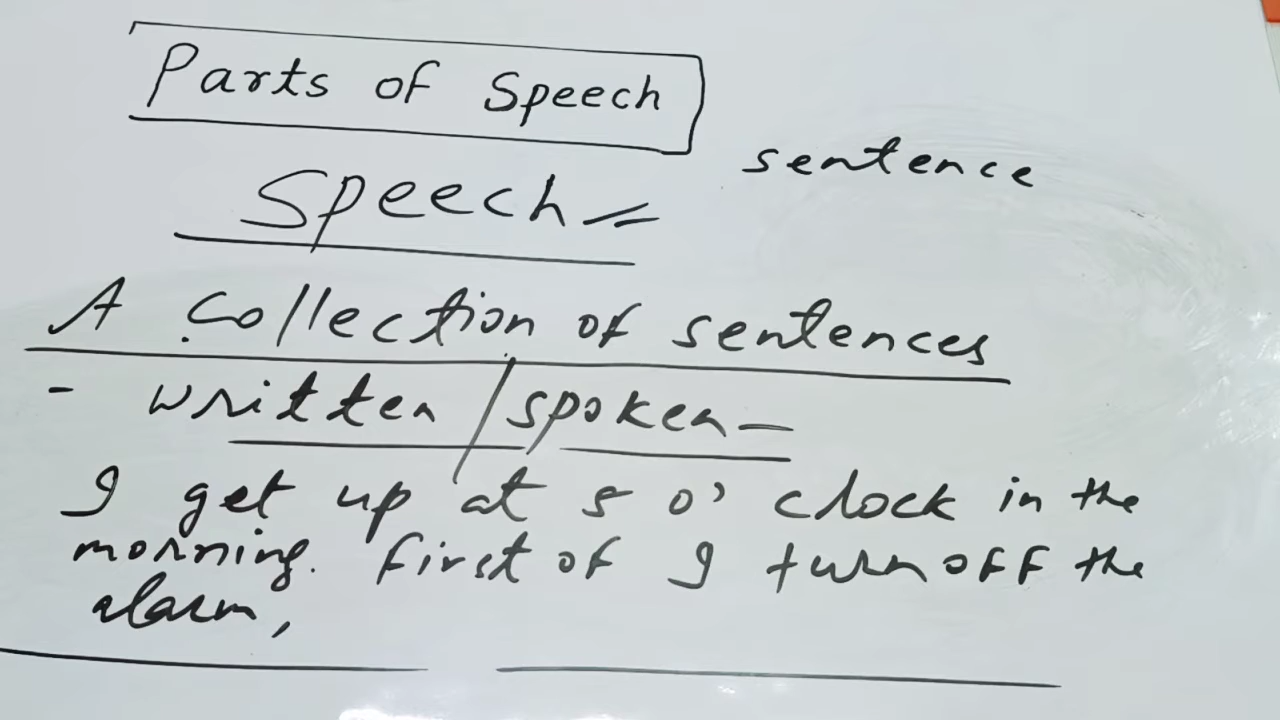 Parts of Speech
sentence
Speech =
A Collection of sentences
- written / spoken -
I get up at 5 o'clock in the
morning. First of I turn off the
alarm,